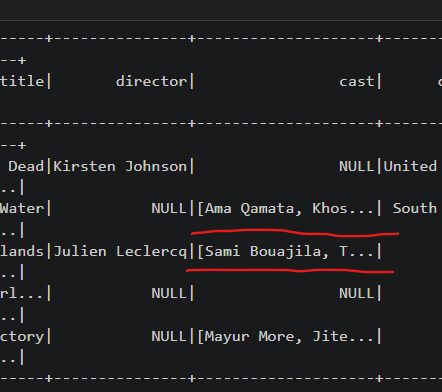 -----+---------------+--------------------+-------
--+
title|       director|                cast|      c
-----+---------------+--------------------+-------
--+
Dead|Kirsten Johnson|                NULL|United
..|
Water|           NULL|[Ama Qamata, Khos...| South
..|
lands|Julien Leclercq|[Sami Bouajila, T...|
..|
rl...|           NULL|                NULL|
..|
ctory|           NULL|[Mayur More, Jite...|
..|
-----+---------------+--------------------+-------